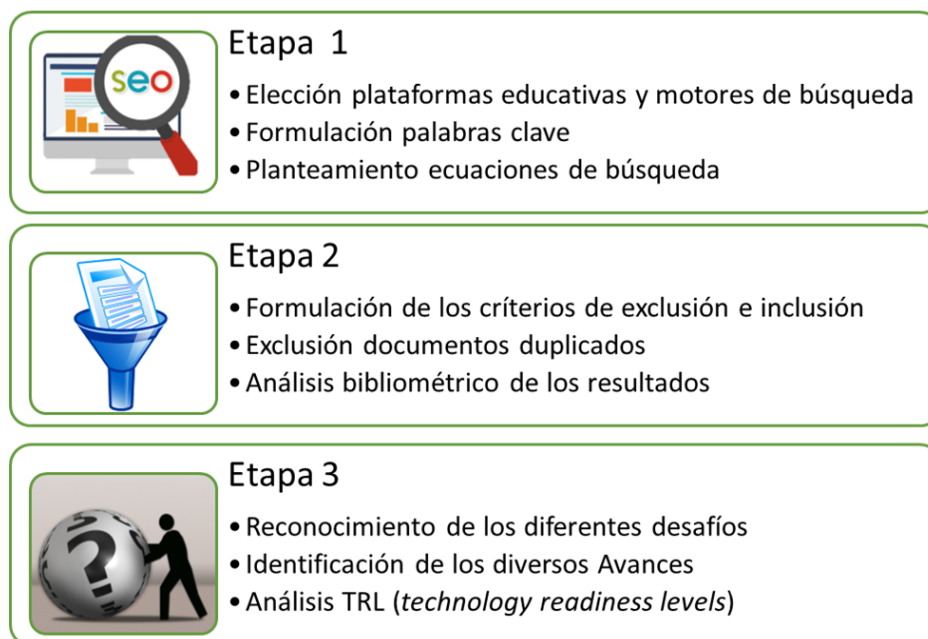 seo
Etapa 1
• Elección plataformas educativas y motores de búsqueda
• Formulación palabras clave
• Planteamiento ecuaciones de búsqueda
Etapa 2
• Formulación de los críterios de exclusión e inclusión
• Exclusión documentos duplicados
• Análisis bibliométrico de los resultados
?
Etapa 3
• Reconocimiento de los diferentes desafíos
• Identificación de los diversos Avances
• Análisis TRL (technology readiness levels)